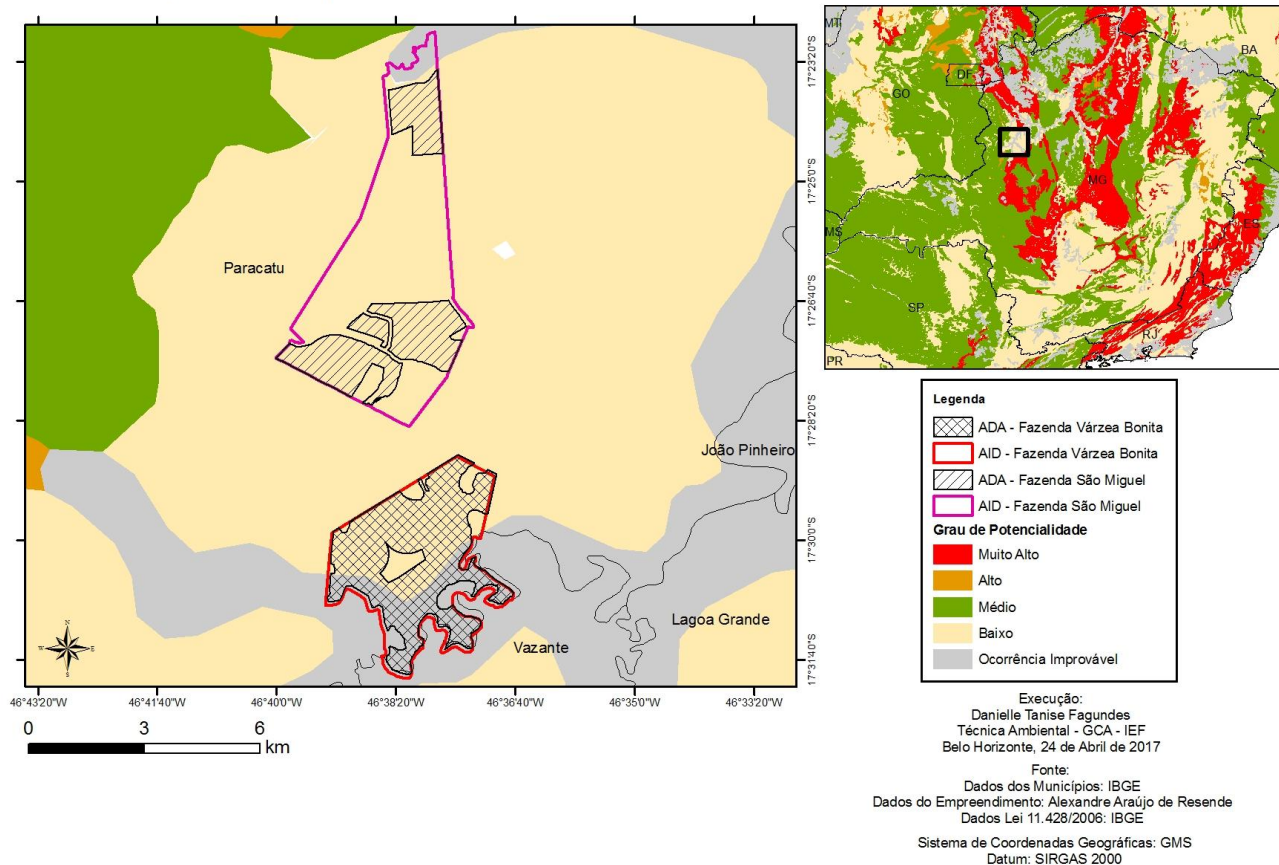 Paracatu
João Pinheiro
Lagoa Grande
Vazante
N
W
E
S
17°23'20"S
17°25'0"S
17°26'40"S
17°28'20"S
17°30'0"S
17°31'40"S
46°43'20"W
46°41'40"W
46°40'0"W
46°38'20"W
46°36'40"W
46°35'0"W
46°33'20"W
0
3
6
km
MT
BA
DF
GO
MG
MS
ES
SP
RJ
PR
Legenda
ADA - Fazenda Várzea Bonita
AID - Fazenda Várzea Bonita
ADA - Fazenda São Miguel
AID - Fazenda São Miguel
Grau de Potencialidade
Muito Alto
Alto
Médio
Baixo
Ocorrência Improvável
Execução:
Danielle Tanise Fagundes
Técnica Ambiental - GCA - IEF
Belo Horizonte, 24 de Abril de 2017
Fonte:
Dados dos Municípios: IBGE
Dados do Empreendimento: Alexandre Araújo de Resende
Dados Lei 11.428/2006: IBGE
Sistema de Coordenadas Geográficas: GMS
Datum: SIRGAS 2000